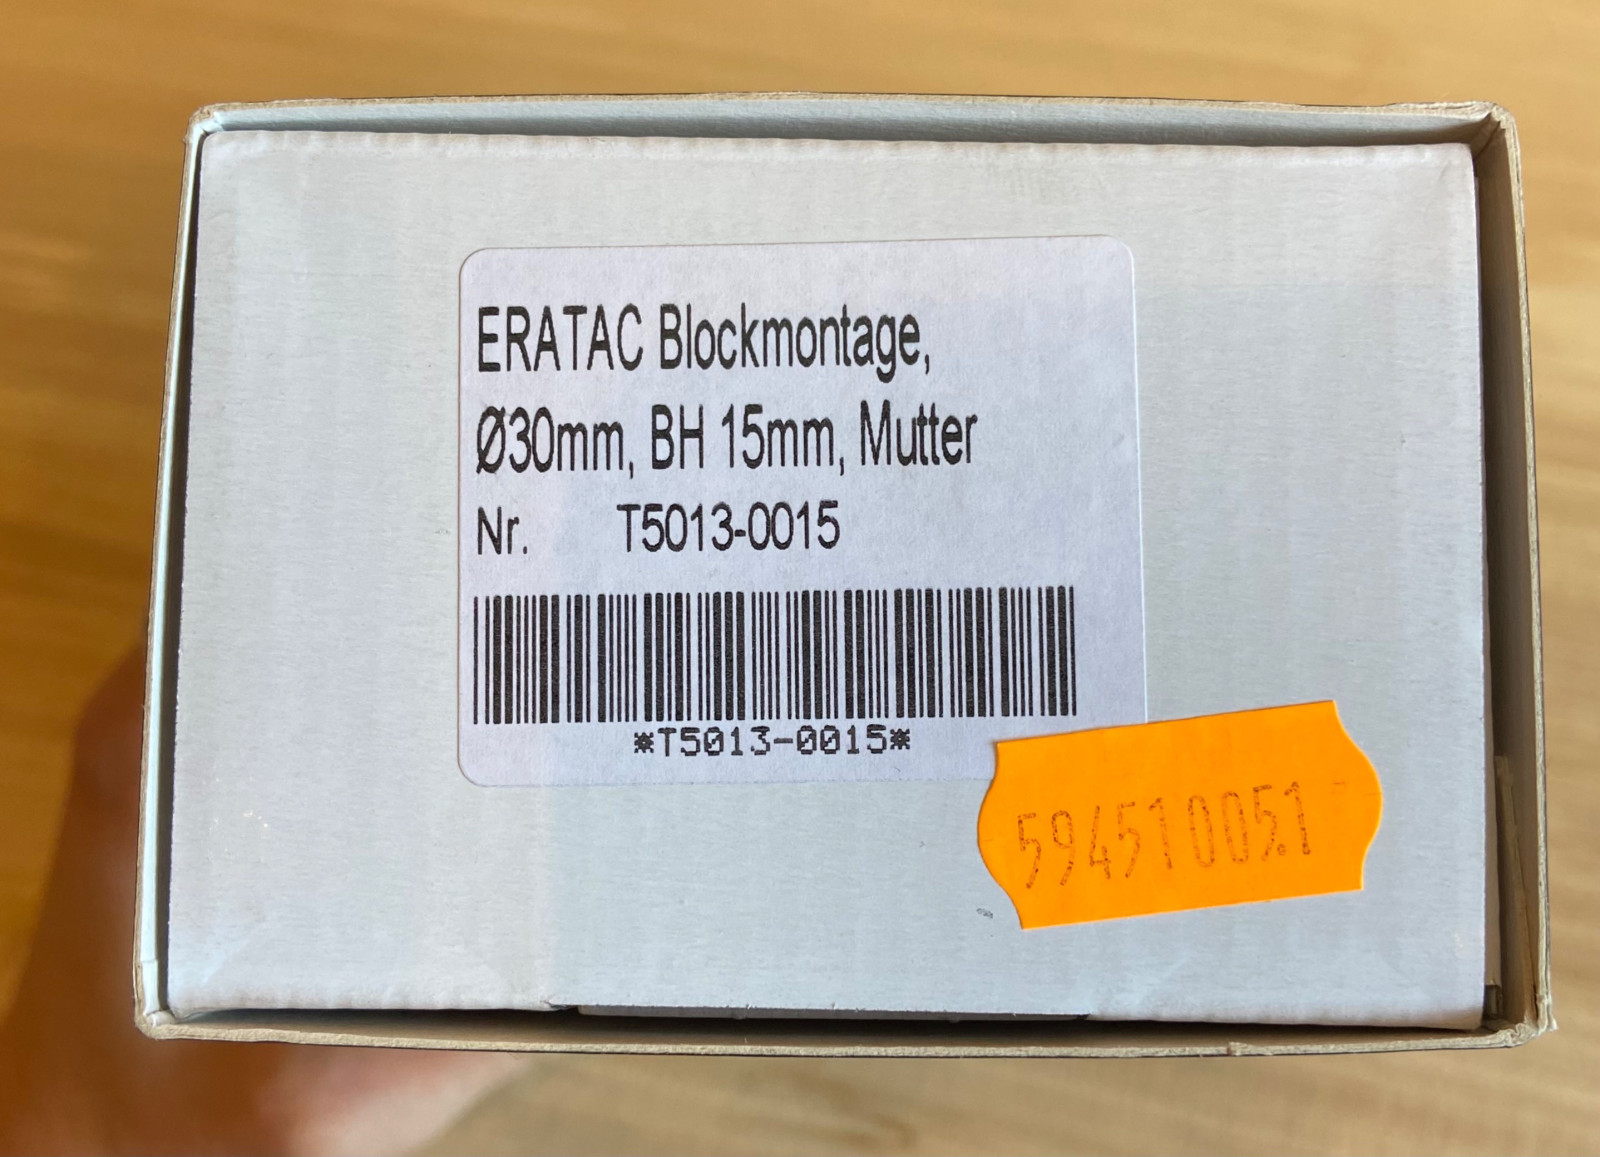 ERATAC Blockmontage,
Ø30mm, BH 15mm, Mutter
Nr. T5013-0015
*T5013-0015*
594510051